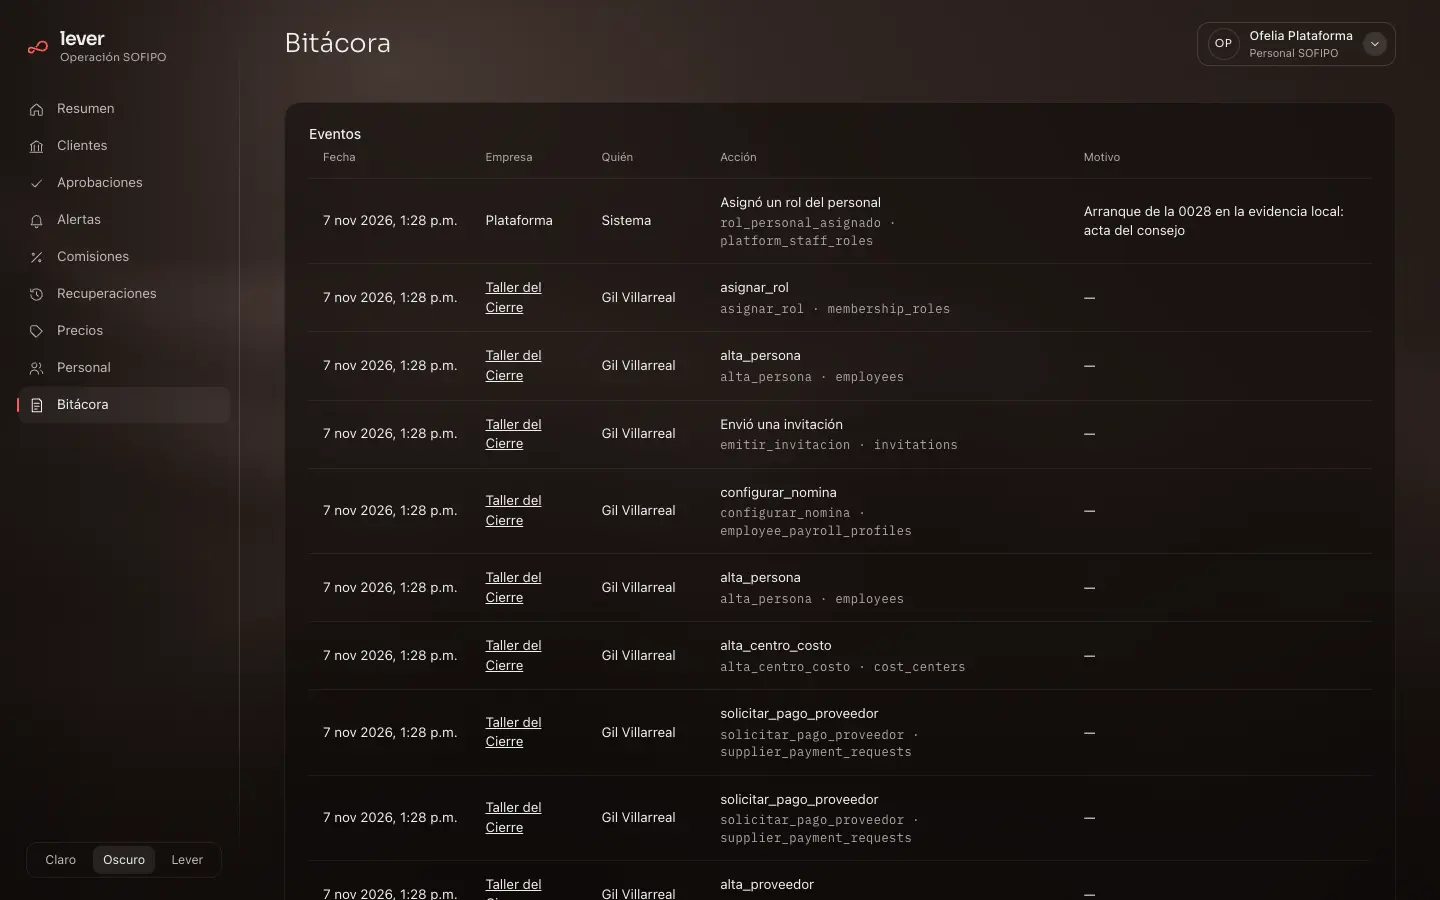 lever
Operación SOFIPO
Resumen
Clientes
Aprobaciones
Alertas
Comisiones
Recuperaciones
Precios
Personal
Bitácora
Claro Oscuro Lever
Bitácora
OP
Ofelia Plataforma
Personal SOFIPO
Eventos
Fecha Empresa Quién Acción Motivo
7 nov 2026, 1:28 p.m. Plataforma Sistema
Asignó un rol del personal
rol_personal_asignado ·
platform_staff_roles
Arranque de la 0028 en la evidencia local:
acta del consejo
7 nov 2026, 1:28 p.m.
Taller del
Cierre
Gil Villarreal
asignar_rol
asignar_rol · membership_roles
—
7 nov 2026, 1:28 p.m.
Taller del
Cierre
Gil Villarreal
alta_persona
alta_persona · employees
—
7 nov 2026, 1:28 p.m.
Taller del
Cierre
Gil Villarreal
Envió una invitación
emitir_invitacion · invitations
—
7 nov 2026, 1:28 p.m.
Taller del
Cierre
Gil Villarreal
configurar_nomina
configurar_nomina ·
employee_payroll_profiles
—
7 nov 2026, 1:28 p.m.
Taller del
Cierre
Gil Villarreal
alta_persona
alta_persona · employees
—
7 nov 2026, 1:28 p.m.
Taller del
Cierre
Gil Villarreal
alta_centro_costo
alta_centro_costo · cost_centers
—
7 nov 2026, 1:28 p.m.
Taller del
Cierre
Gil Villarreal
solicitar_pago_proveedor
solicitar_pago_proveedor ·
supplier_payment_requests
—
7 nov 2026, 1:28 p.m.
Taller del
Cierre
Gil Villarreal
solicitar_pago_proveedor
solicitar_pago_proveedor ·
supplier_payment_requests
—
7 nov 2026, 1:28 p.m.
Taller del
Gil Villarreal
alta_proveedor
—